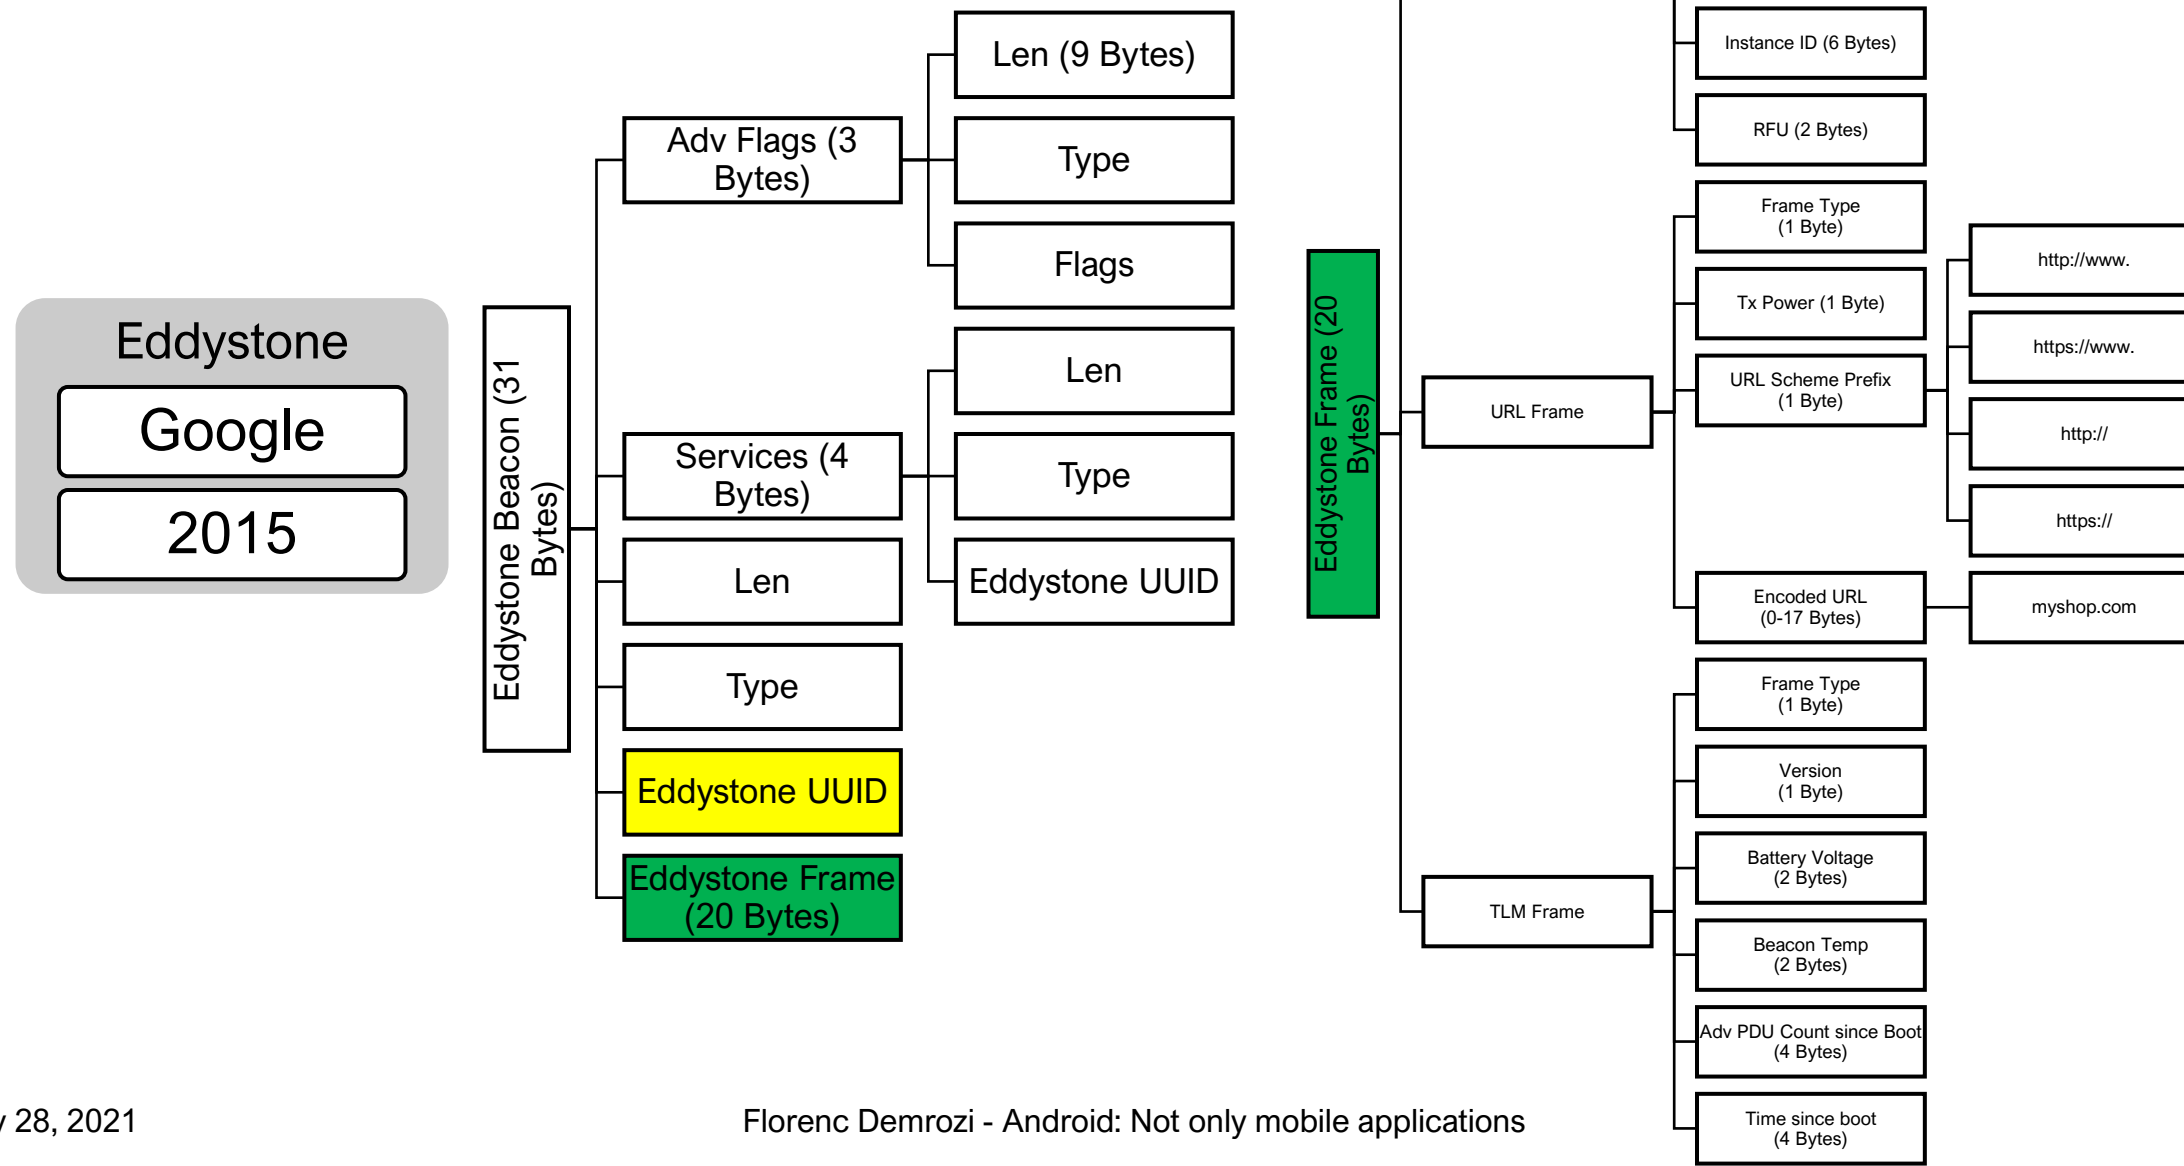 Eddystone
Google
2015
Eddystone Beacon (31
Bytes)
Adv Flags (3
Bytes)
Len (9 Bytes)
Type
Flags
Services (4
Bytes)
Len
Type
Eddystone UUID
Len
Type
Eddystone UUID
Eddystone Frame
(20 Bytes)
Eddystone Frame (20
Bytes)
Instance ID (6 Bytes)
RFU (2 Bytes)
URL Frame
Frame Type
(1 Byte)
Tx Power (1 Byte)
URL Scheme Prefix
(1 Byte)
http://www.
https://www.
http://
https://
Encoded URL
(0-17 Bytes)
myshop.com
TLM Frame
Frame Type
(1 Byte)
Version
(1 Byte)
Battery Voltage
(2 Bytes)
Beacon Temp
(2 Bytes)
Adv PDU Count since Boot
(4 Bytes)
Time since boot
(4 Bytes)
28, 2021
Florenc Demrozi - Android: Not only mobile applications